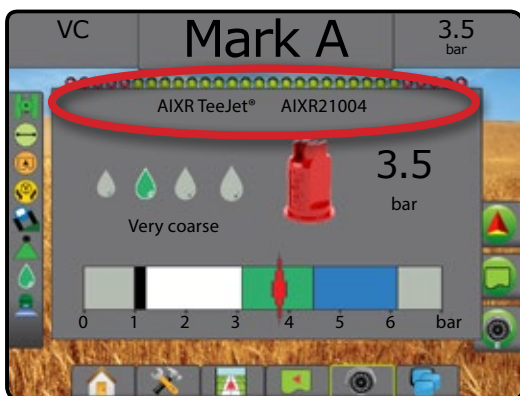 VC
Mark A
3.5
bar
AIXR TeeJet® AIXR21004
3.5
bar
Very coarse
0 1 2 3 4 5 6 bar